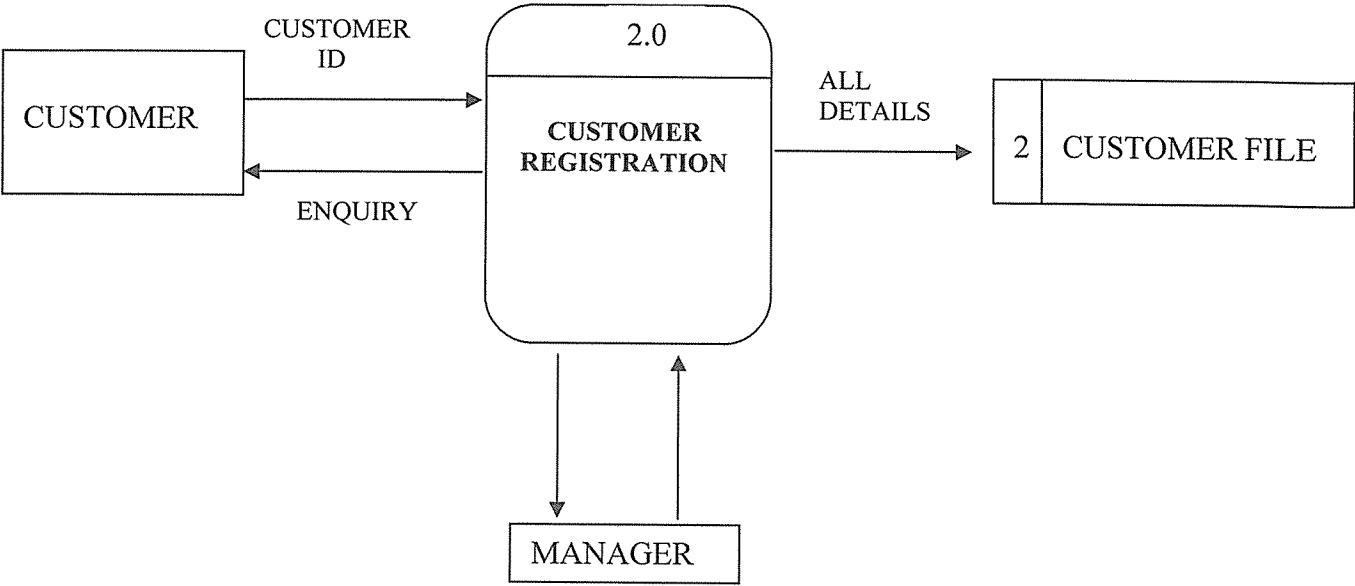 CUSTOMER
ID
2.0
CUSTOMER
CUSTOMER
REGISTRATION
ALL
DETAILS
2 CUSTOMER FILE
ENQUIRY
MANAGER